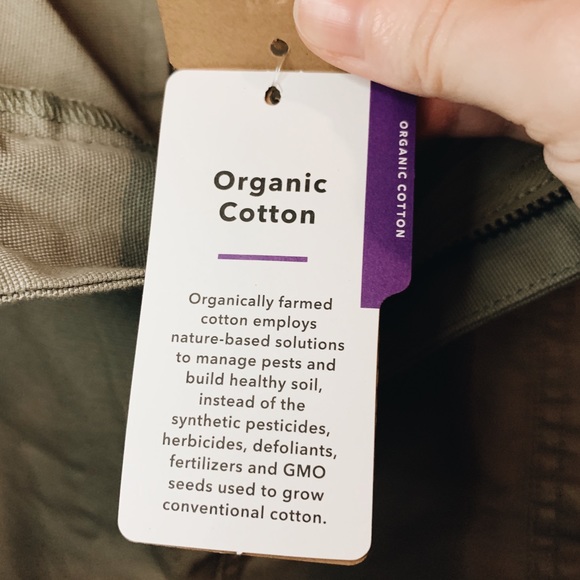 Organic
Cotton
Organically farmed
cotton employs
nature-based solutions
to manage pests and
build healthy soil,
instead of the
synthetic pesticides,
herbicides, defoliants,
fertilizers and GMO
seeds used to grow
conventional cotton.
ORGANIC COTTON